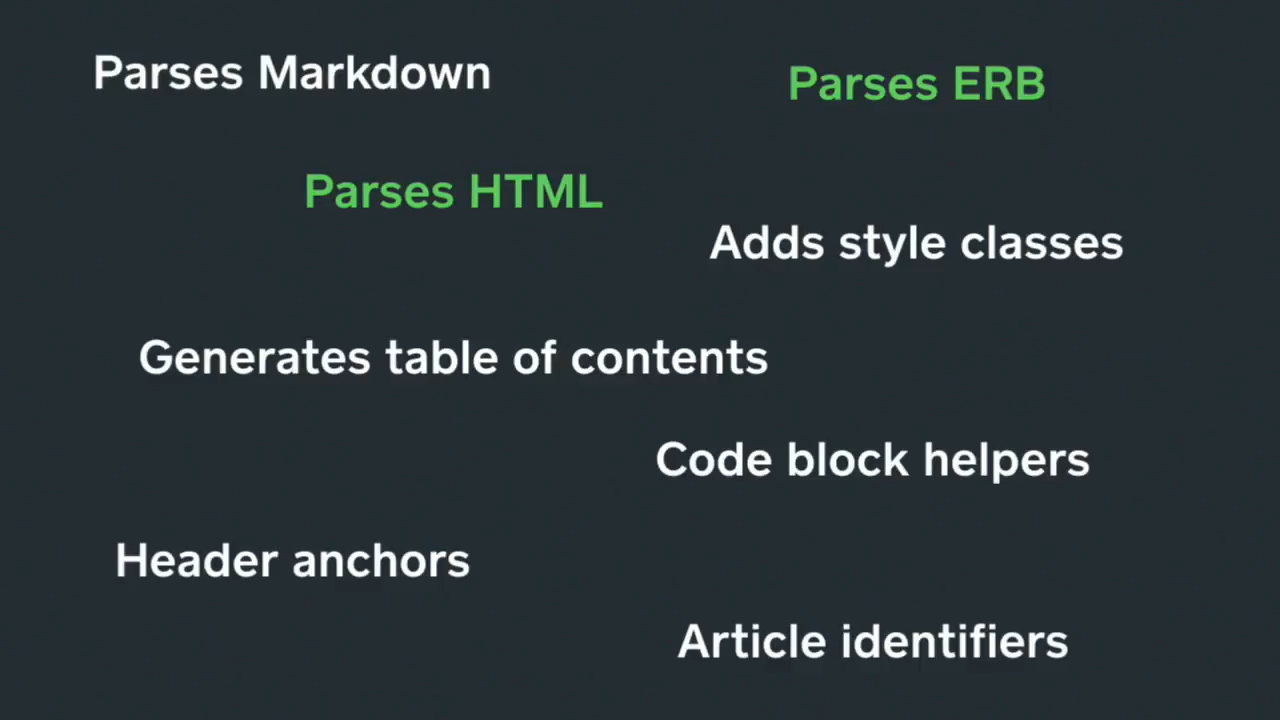 Parses Markdown
Parses ERB
Parses HTML
Adds style classes
Generates table of contents
Code block helpers
Header anchors
Article identifiers